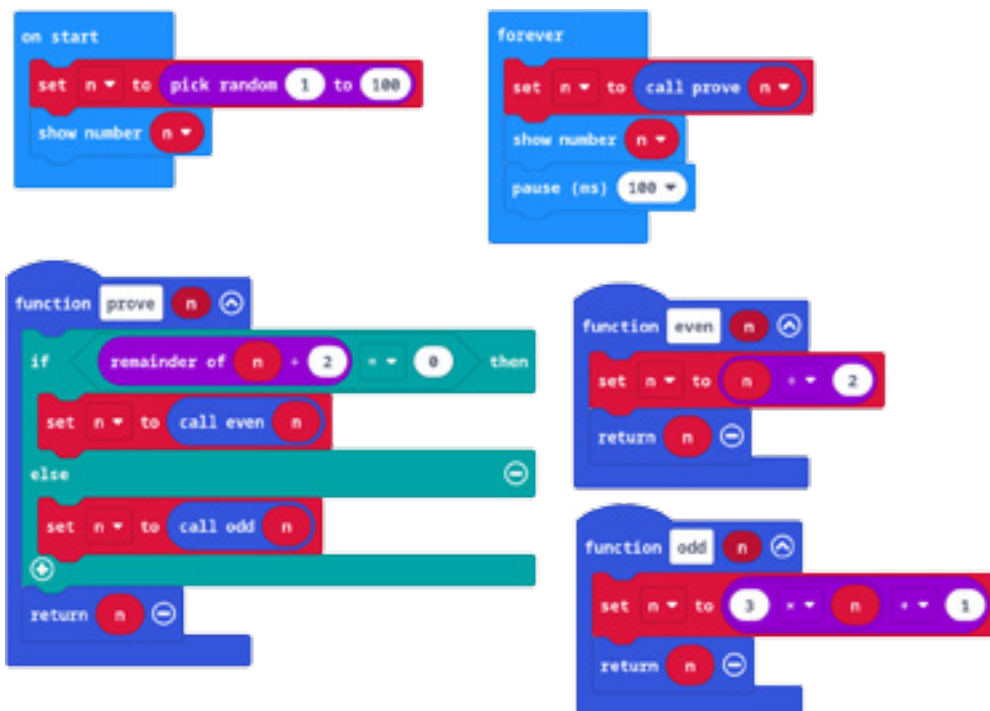 on start
set n to pick random 1 to 100
show number n
forever
set n to call prove n
show number n
pause (ms) 100
function prove n
if remainder of n ÷ 2 = 0 then
set n to call even n
else
set n to call odd n
return n
function even n
set n to n ÷ 2
return n
function odd n
set n to 3 × n + 1
return n